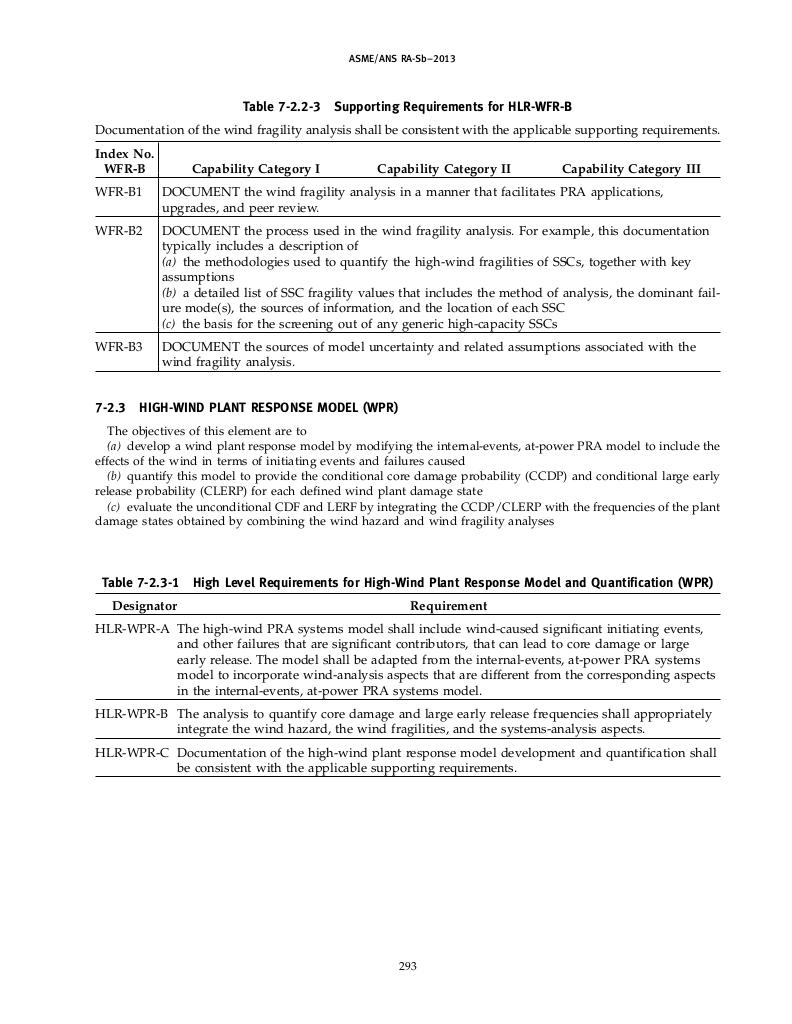 ASME/ANS RA-Sb–2013
Table 7-2.2-3 Supporting Requirements for HLR-WFR-B
Documentation of the wind fragility analysis shall be consistent with the applicable supporting requirements.
Index No.
WFR-B Capability Category I Capability Category II Capability Category III
WFR-B1 DOCUMENT the wind fragility analysis in a manner that facilitates PRA applications,
upgrades, and peer review.
WFR-B2 DOCUMENT the process used in the wind fragility analysis. For example, this documentation
typically includes a description of
(a) the methodologies used to quantify the high-wind fragilities of SSCs, together with key
assumptions
(b) a detailed list of SSC fragility values that includes the method of analysis, the dominant fail-
ure mode(s), the sources of information, and the location of each SSC
(c) the basis for the screening out of any generic high-capacity SSCs
WFR-B3 DOCUMENT the sources of model uncertainty and related assumptions associated with the
wind fragility analysis.
7-2.3 HIGH-WIND PLANT RESPONSE MODEL (WPR)
The objectives of this element are to
(a) develop a wind plant response model by modifying the internal-events, at-power PRA model to include the
effects of the wind in terms of initiating events and failures caused
(b) quantify this model to provide the conditional core damage probability (CCDP) and conditional large early
release probability (CLERP) for each defined wind plant damage state
(c) evaluate the unconditional CDF and LERF by integrating the CCDP/CLERP with the frequencies of the plant
damage states obtained by combining the wind hazard and wind fragility analyses
Table 7-2.3-1 High Level Requirements for High-Wind Plant Response Model and Quantification (WPR)
Designator Requirement
HLR-WPR-A The high-wind PRA systems model shall include wind-caused significant initiating events,
and other failures that are significant contributors, that can lead to core damage or large
early release. The model shall be adapted from the internal-events, at-power PRA systems
model to incorporate wind-analysis aspects that are different from the corresponding aspects
in the internal-events, at-power PRA systems model.
HLR-WPR-B The analysis to quantify core damage and large early release frequencies shall appropriately
integrate the wind hazard, the wind fragilities, and the systems-analysis aspects.
HLR-WPR-C Documentation of the high-wind plant response model development and quantification shall
be consistent with the applicable supporting requirements.
293